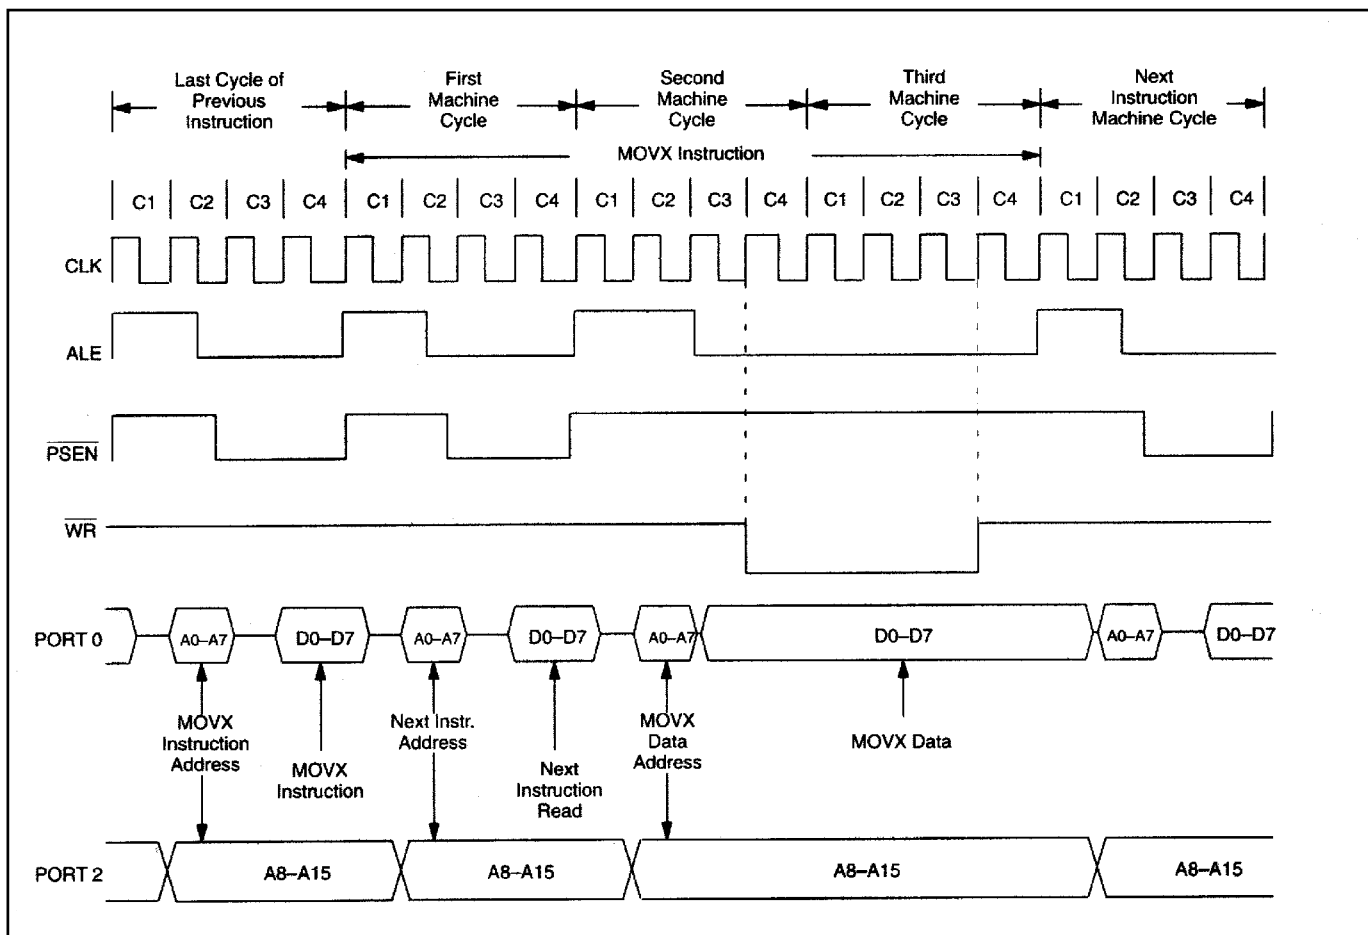 Last Cycle of
Previous
Instruction
First
Machine
Cycle
Second
Machine
Cycle
Third
Machine
Cycle
Next
Instruction
Machine Cycle
MOVX Instruction
C1 C2 C3 C4 C1 C2 C3 C4 C1 C2 C3 C4 C1 C2 C3 C4 C1 C2 C3 C4
CLK
ALE
PSEN
WR
PORT 0
A0–A7 D0–D7 A0–A7 D0–D7 A0–A7 D0–D7 A0–A7 D0–D7
MOVX
Instruction
Address
MOVX
Instruction
Next Instr.
Address
Next
Instruction
Read
MOVX
Data
Address
MOVX Data
PORT 2
A8–A15 A8–A15 A8–A15 A8–A15